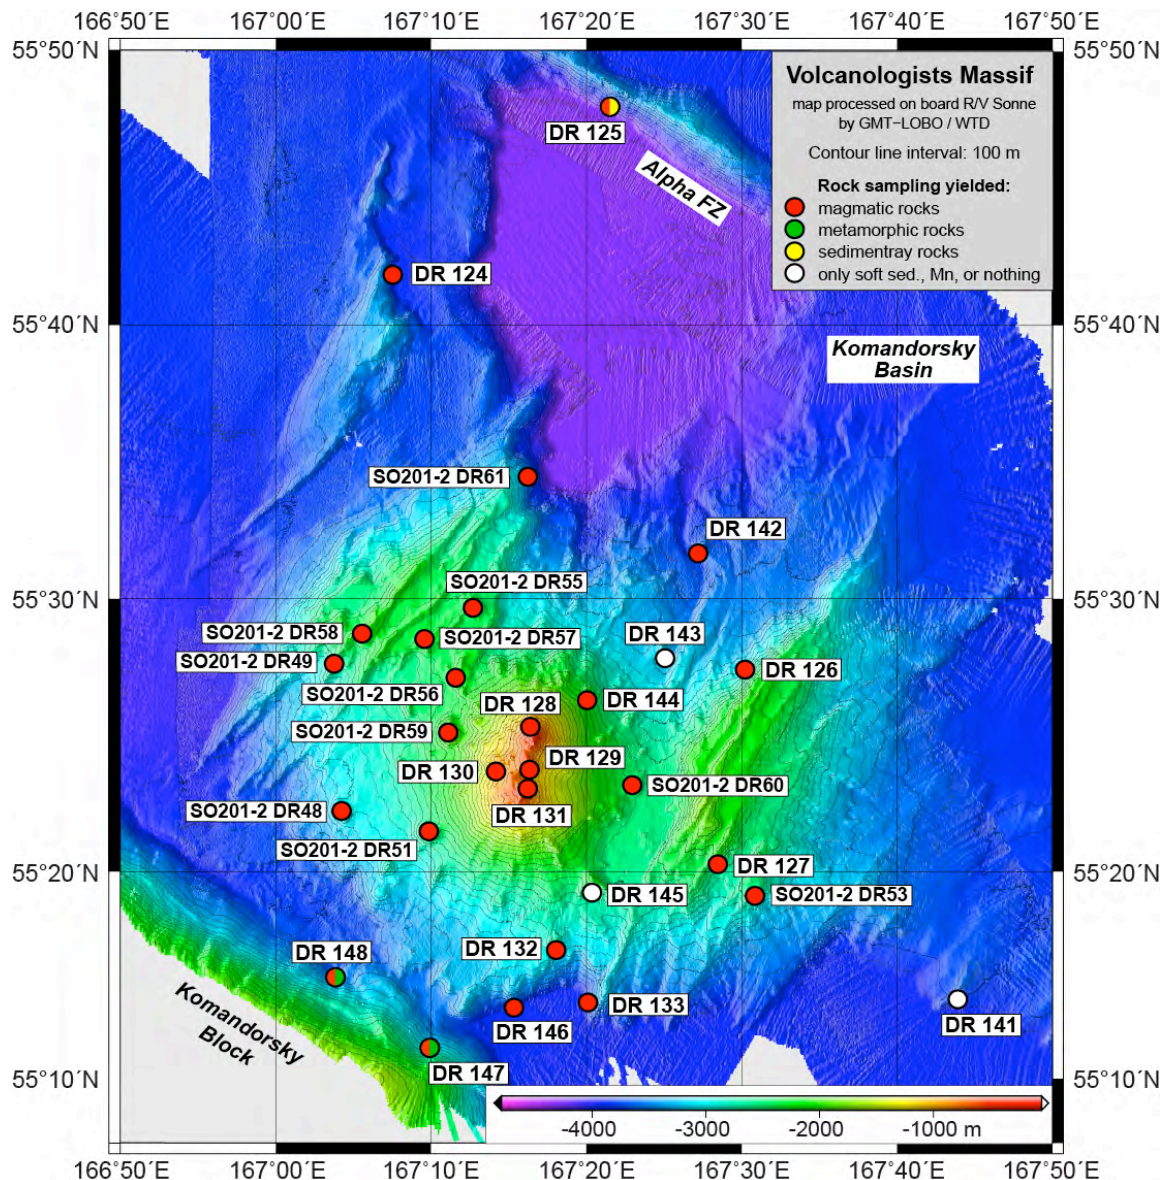 166°50´E
167°00´E
167°10´E
167°20´E
167°30´E
167°40´E
167°50´E
55°50´N
55°50´N
Volcanologists Massif
map processed on board R/V Sonne
by GMT−LOBO / WTD
Contour line interval: 100 m
Rock sampling yielded:
magmatic rocks
metamorphic rocks
sedimentray rocks
only soft sed., Mn, or nothing
DR 125
Alpha FZ
DR 124
55°40´N
55°40´N
Komandorsky
Basin
SO201-2 DR61
DR 142
SO201-2 DR55
55°30´N
55°30´N
SO201-2 DR58
SO201-2 DR57
DR 143
SO201-2 DR49
DR 126
SO201-2 DR56
DR 128
DR 144
SO201-2 DR59
DR 129
DR 130
SO201-2 DR60
SO201-2 DR48
DR 131
SO201-2 DR51
DR 127
55°20´N
55°20´N
DR 145
SO201-2 DR53
DR 132
DR 148
DR 133
Komandorsky
Block
DR 146
DR 141
DR 147
55°10´N
55°10´N
-4000
-3000
-2000
-1000 m
166°50´E
167°00´E
167°10´E
167°20´E
167°30´E
167°40´E
167°50´E